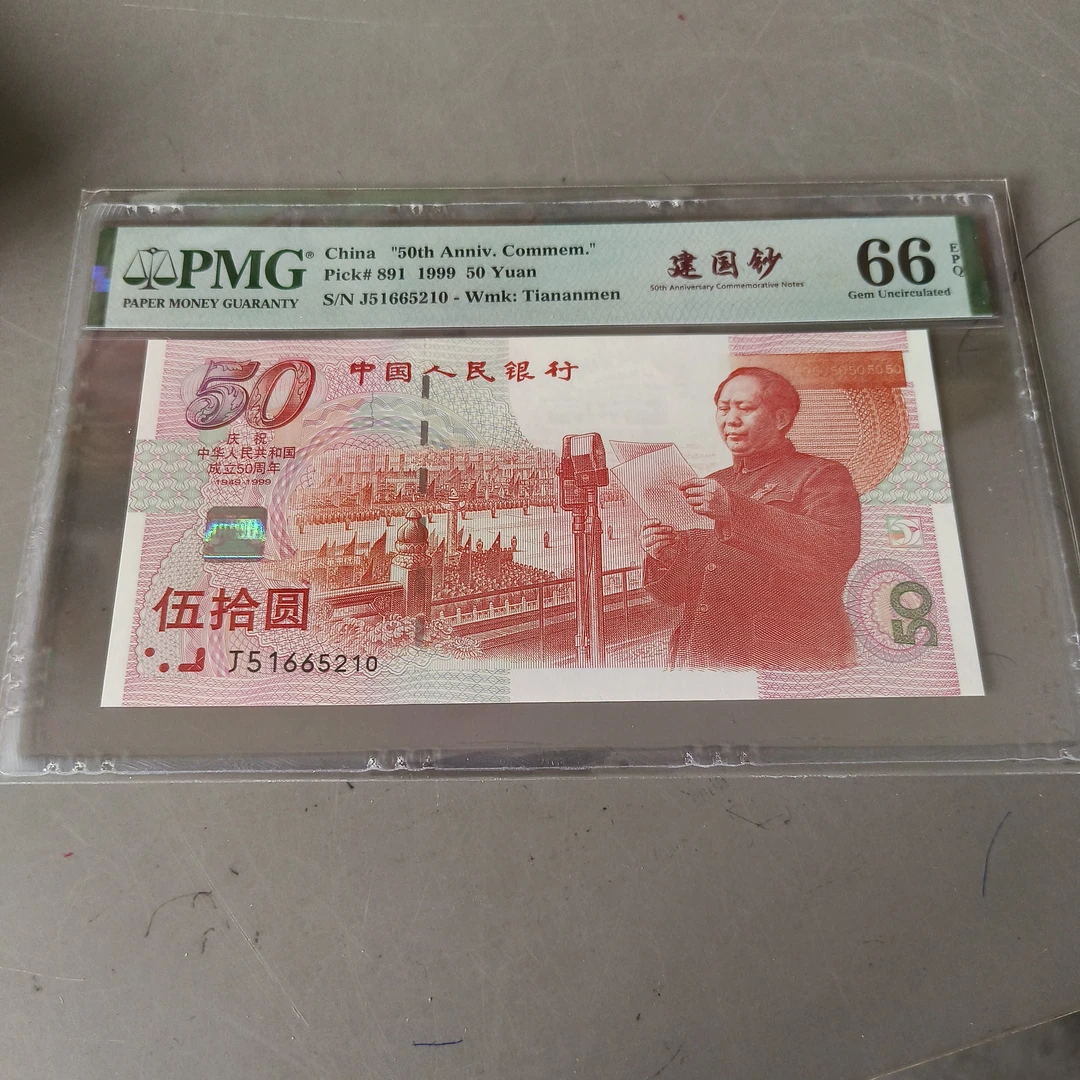 PMG®
PAPER MONEY GUARANTY
China "50th Anniv. Commem."
Pick# 891 1999 50 Yuan
S/N J51665210 - Wmk: Tiananmen
建国钞
50th Anniversary Commemorative Notes
66
EPQ
Gem Uncirculated
50
中国人民银行
庆祝
中华人民共和国
成立50周年
1949-1999
伍拾圆
J51665210
50